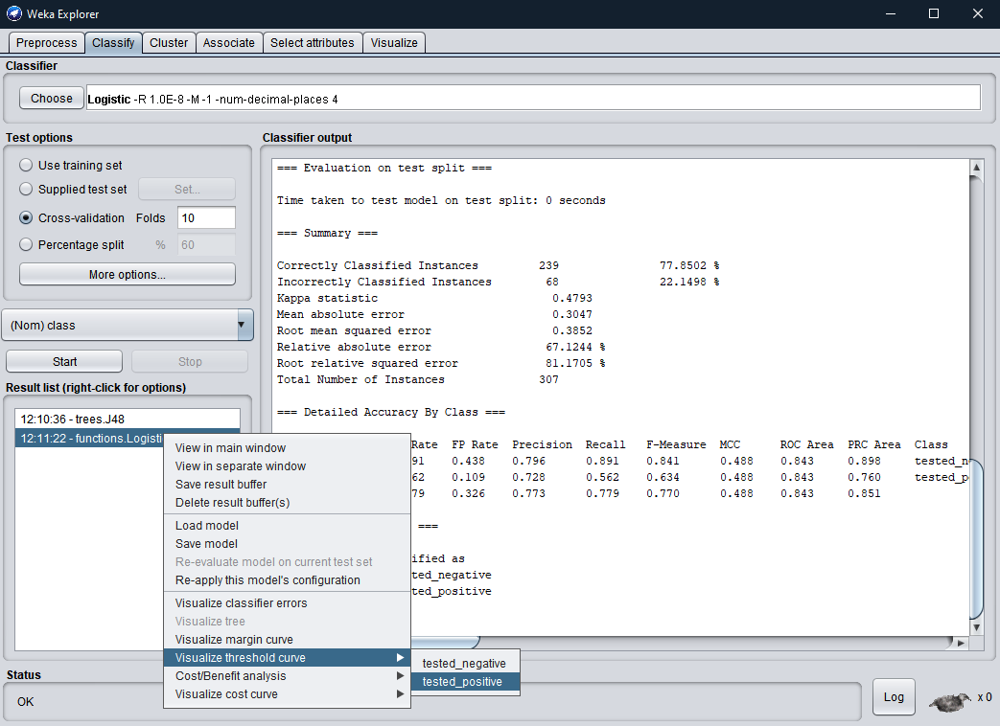 Weka Explorer
Preprocess Classify Cluster Associate Select attributes Visualize
Classifier
Choose Logistic -R 1.0E-8 -M -1 -num-decimal-places 4
Test options
Use training set
Supplied test set Set...
Cross-validation Folds 10
Percentage split % 60
More options...
(Nom) class
Start Stop
Result list (right-click for options)
12:10:36 - trees.J48
12:11:22 - functions.Logisti
View in main window
View in separate window
Save result buffer
Delete result buffer(s)
Load model
Save model
Re-evaluate model on current test set
Re-apply this model's configuration
Visualize classifier errors
Visualize tree
Visualize margin curve
Visualize threshold curve
Cost/Benefit analysis
Visualize cost curve
tested_negative
tested_positive
Classifier output
=== Evaluation on test split ===
Time taken to test model on test split: 0 seconds
=== Summary ===
Correctly Classified Instances 239 77.8502 %
Incorrectly Classified Instances 68 22.1498 %
Kappa statistic 0.4793
Mean absolute error 0.3047
Root mean squared error 0.3852
Relative absolute error 67.1244 %
Root relative squared error 81.1705 %
Total Number of Instances 307
=== Detailed Accuracy By Class ===
Rate FP Rate Precision Recall F-Measure MCC ROC Area PRC Area Class
91 0.438 0.796 0.891 0.841 0.488 0.843 0.898 tested_n
62 0.109 0.728 0.562 0.634 0.488 0.843 0.760 tested_p
79 0.326 0.773 0.779 0.770 0.488 0.843 0.851
===
ified as
ted_negative
ted_positive
Status
OK
Log
x 0